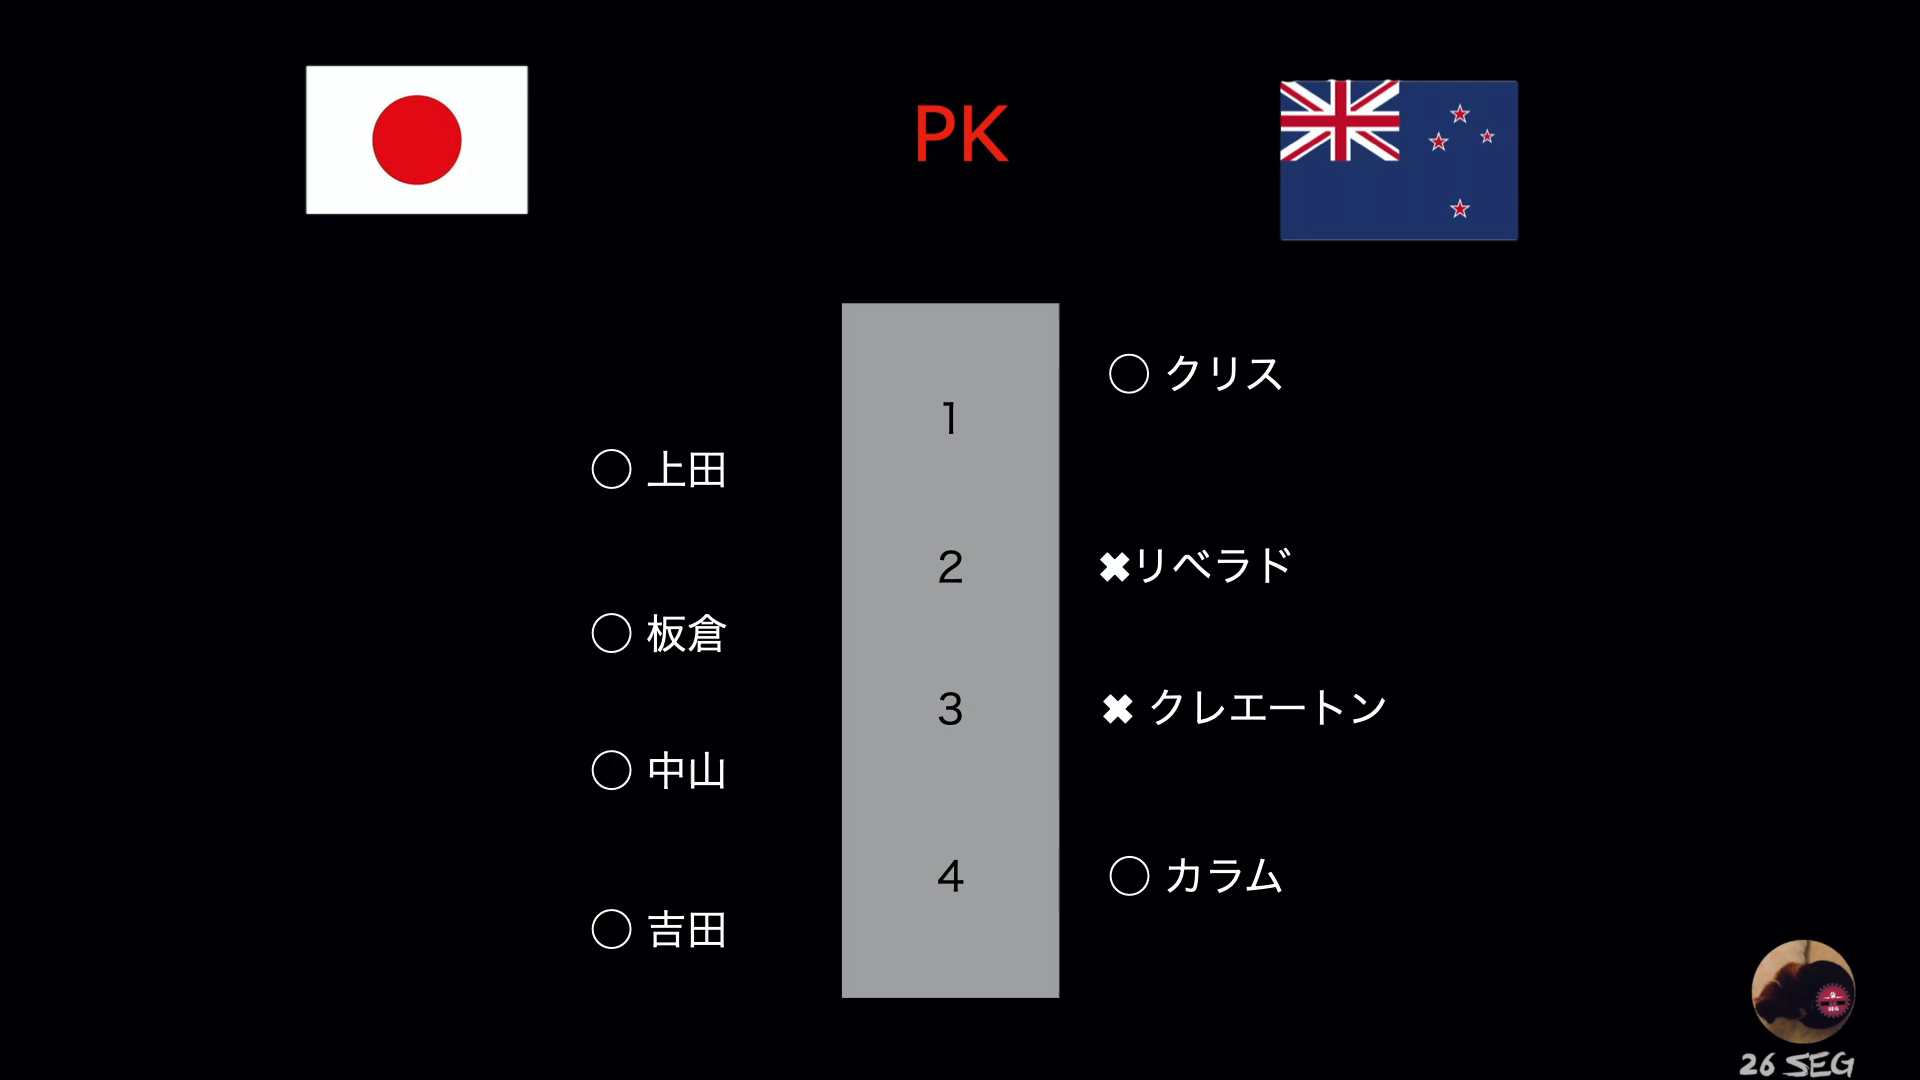 PK
◯ クリス
1
◯ 上田
2
✖リベラド
◯ 板倉
3
✖ クレエートン
◯ 中山
4
◯ カラム
◯ 吉田
26 SEG